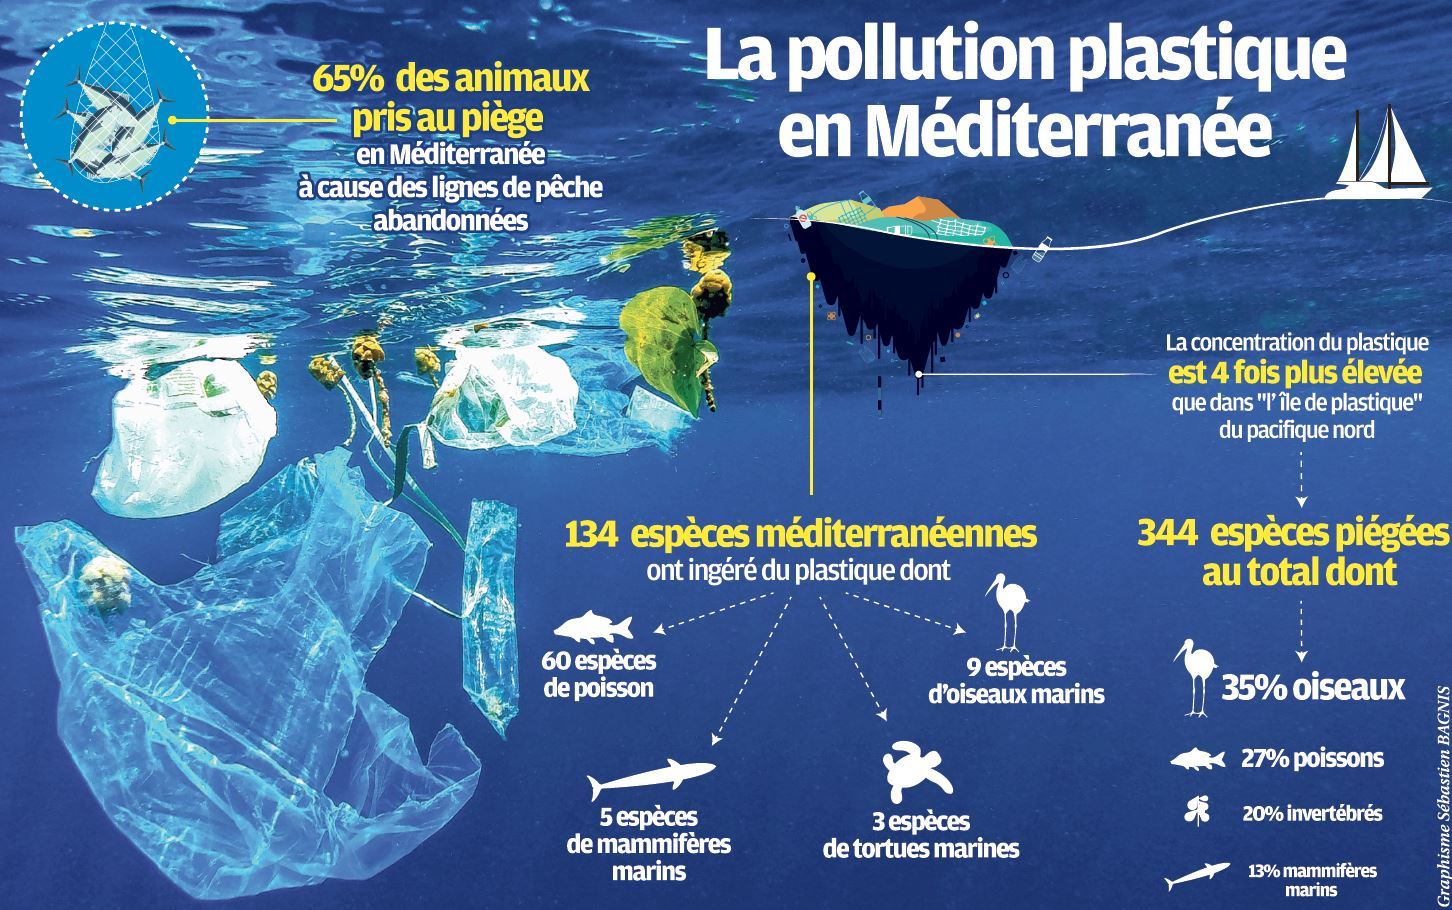 La pollution plastique
en Méditerranée
65% des animaux
pris au piège
en Méditerranée
à cause des lignes de pêche
abandonnées
La concentration du plastique
est 4 fois plus élevée
que dans "l' île de plastique"
du pacifique nord
134 espèces méditerranéennes
ont ingéré du plastique dont
60 espèces
de poisson
5 espèces
de mammifères
marins
3 espèces
de tortues marines
9 espèces
d'oiseaux marins
344 espèces piégées
au total dont
35% oiseaux
27% poissons
20% invertébrés
13% mammifères
marins
Graphisme Sébastien BAGNIS